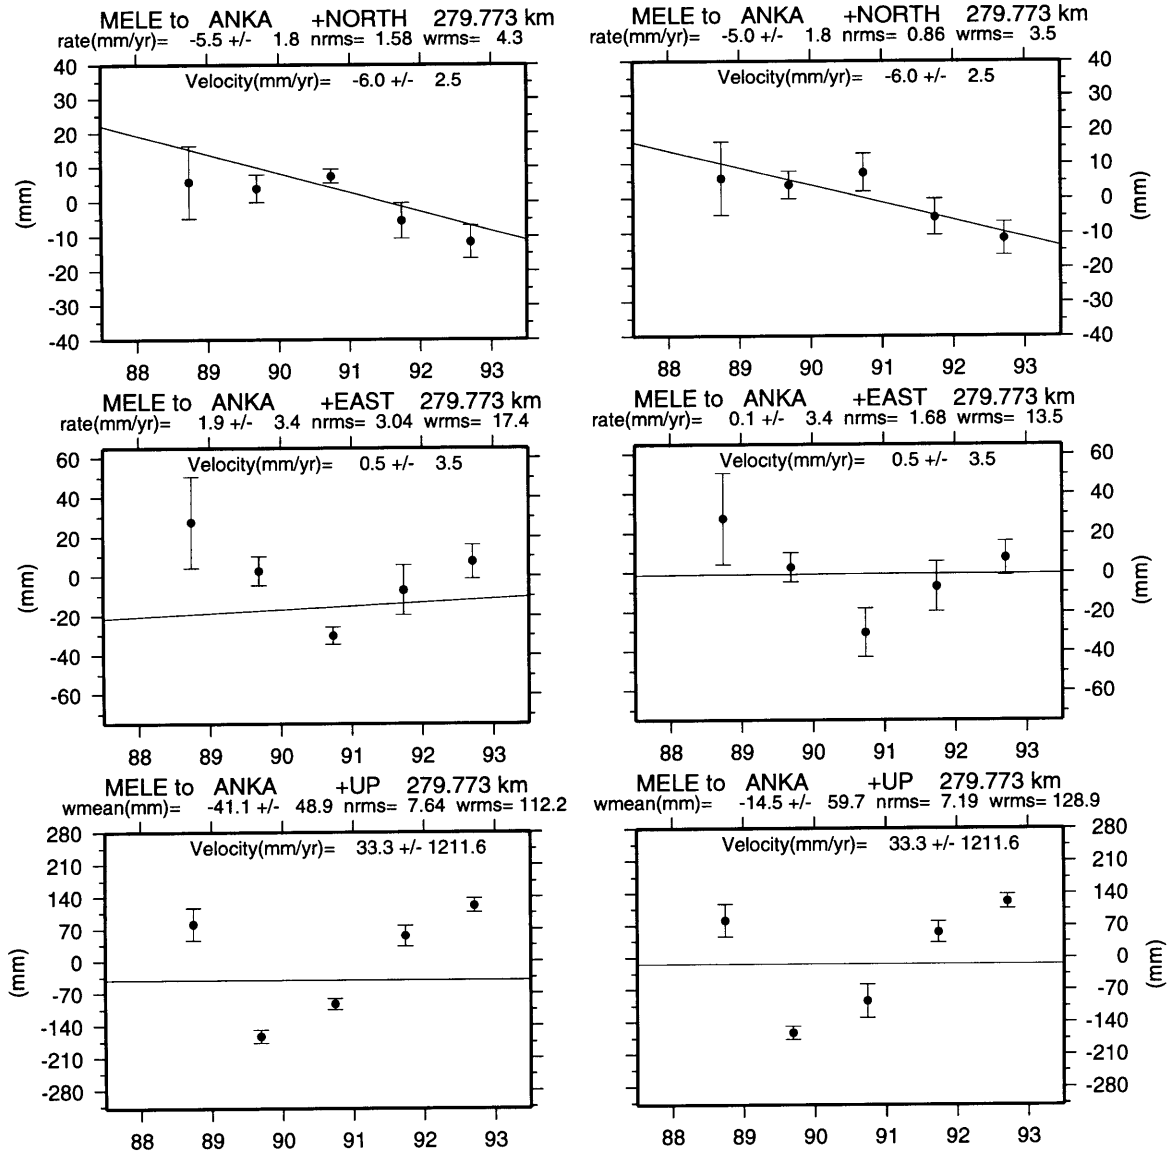 MELE to ANKA +NORTH 279.773 km
rate(mm/yr)= -5.5 +/- 1.8 nrms= 1.58 wrms= 4.3
Velocity(mm/yr)= -6.0 +/- 2.5
40
30
20
10
0
-10
-20
-30
-40
(mm)
88 89 90 91 92 93
MELE to ANKA +NORTH 279.773 km
rate(mm/yr)= -5.0 +/- 1.8 nrms= 0.86 wrms= 3.5
Velocity(mm/yr)= -6.0 +/- 2.5
40
30
20
10
0
-10
-20
-30
-40
(mm)
88 89 90 91 92 93
MELE to ANKA +EAST 279.773 km
rate(mm/yr)= 1.9 +/- 3.4 nrms= 3.04 wrms= 17.4
Velocity(mm/yr)= 0.5 +/- 3.5
60
40
20
0
-20
-40
-60
(mm)
88 89 90 91 92 93
MELE to ANKA +EAST 279.773 km
rate(mm/yr)= 0.1 +/- 3.4 nrms= 1.68 wrms= 13.5
Velocity(mm/yr)= 0.5 +/- 3.5
60
40
20
0
-20
-40
-60
(mm)
88 89 90 91 92 93
MELE to ANKA +UP 279.773 km
wmean(mm)= -41.1 +/- 48.9 nrms= 7.64 wrms= 112.2
Velocity(mm/yr)= 33.3 +/- 1211.6
280
210
140
70
0
-70
-140
-210
-280
(mm)
88 89 90 91 92 93
MELE to ANKA +UP 279.773 km
wmean(mm)= -14.5 +/- 59.7 nrms= 7.19 wrms= 128.9
Velocity(mm/yr)= 33.3 +/- 1211.6
280
210
140
70
0
-70
-140
-210
-280
(mm)
88 89 90 91 92 93